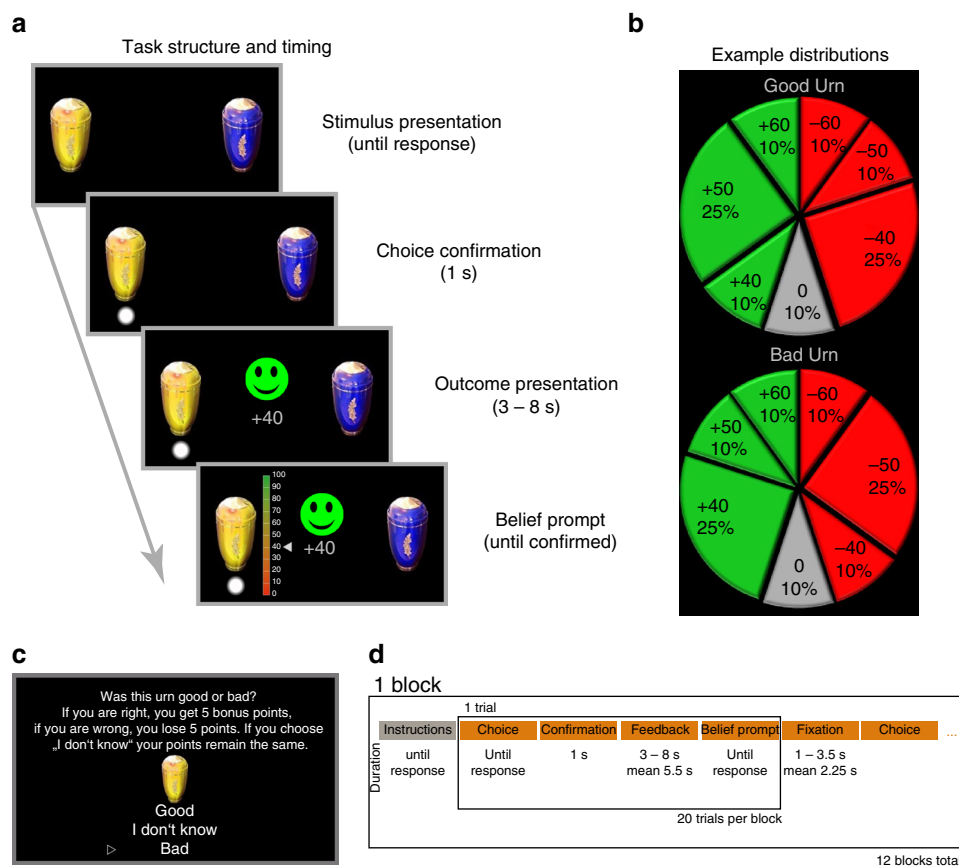 a
Task structure and timing
Stimulus presentation
(until response)
Choice confirmation
(1 s)
+40
Outcome presentation
(3 – 8 s)
100
90
80
70
60
50
40
30
20
10
0
+40
Belief prompt
(until confirmed)
b
Example distributions
Good Urn
+60
10%
−60
10%
−50
10%
+50
25%
−40
25%
+40
10%
0
10%
Bad Urn
+60
10%
−60
10%
+50
10%
−50
25%
+40
25%
−40
10%
0
10%
c
Was this urn good or bad?
If you are right, you get 5 bonus points,
if you are wrong, you lose 5 points. If you choose
„I don‘t know“ your points remain the same.
Good
I don‘t know
Bad
d
1 block
1 trial
Instructions Choice Confirmation Feedback Belief prompt Fixation Choice ...
Duration
until response
Until response
1 s
3 – 8 s
mean 5.5 s
Until response
1 – 3.5 s
mean 2.25 s
20 trials per block
12 blocks total